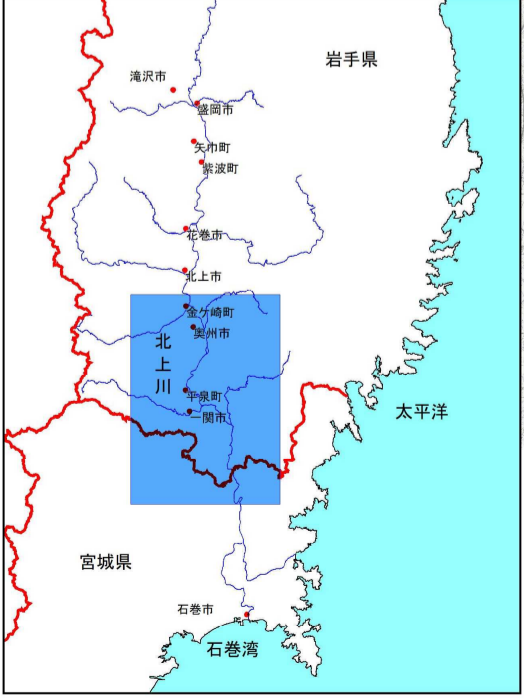 岩手県
滝沢市
盛岡市
矢巾町
紫波町
花巻市
北上市
金ケ崎町
奥州市
北上川
平泉町
一関市
太平洋
宮城県
石巻市
石巻湾